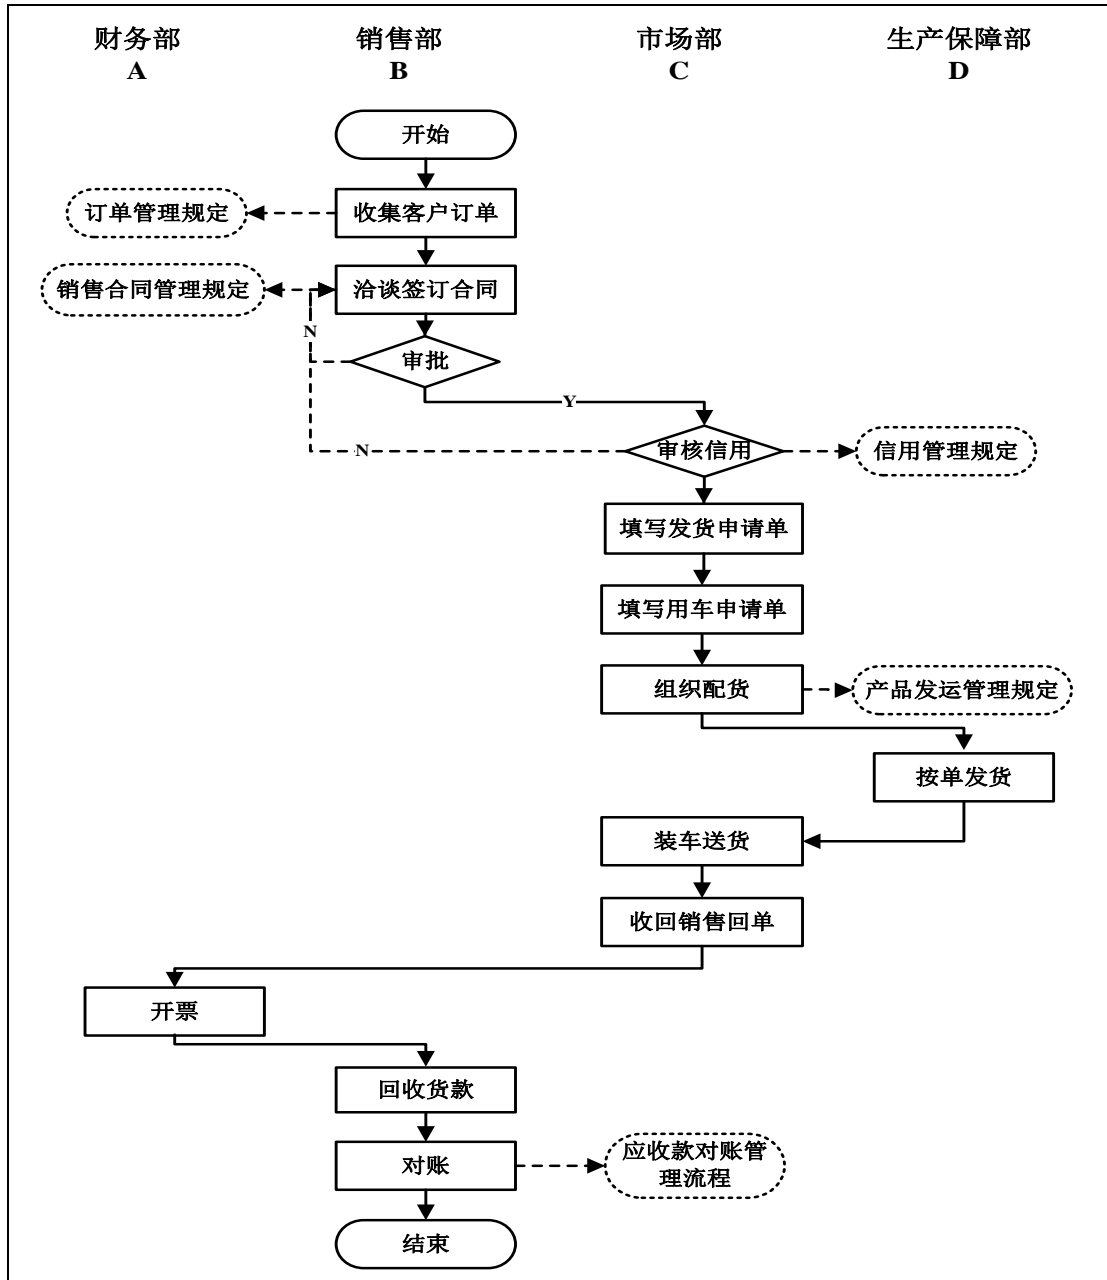 财务部
A
销售部
B
市场部
C
生产保障部
D
开始
订单管理规定
收集客户订单
销售合同管理规定
洽谈签订合同
N
审批
Y
N
审核信用
信用管理规定
填写发货申请单
填写用车申请单
组织配货
产品发运管理规定
按单发货
装车送货
收回销售回单
开票
回收货款
对账
应收款对账管
理流程
结束